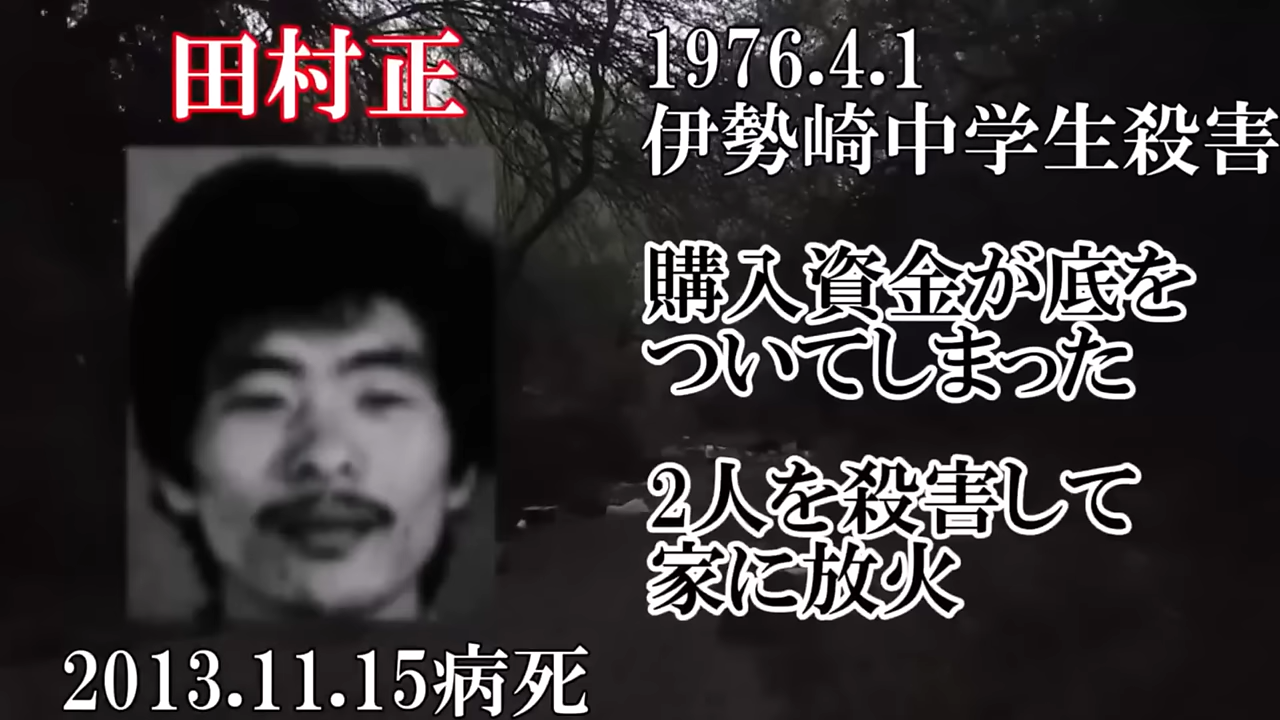 田村正
1976.4.1
伊勢崎中学生殺害
購入資金が底を
ついてしまった
2人を殺害して
家に放火
2013.11.15病死